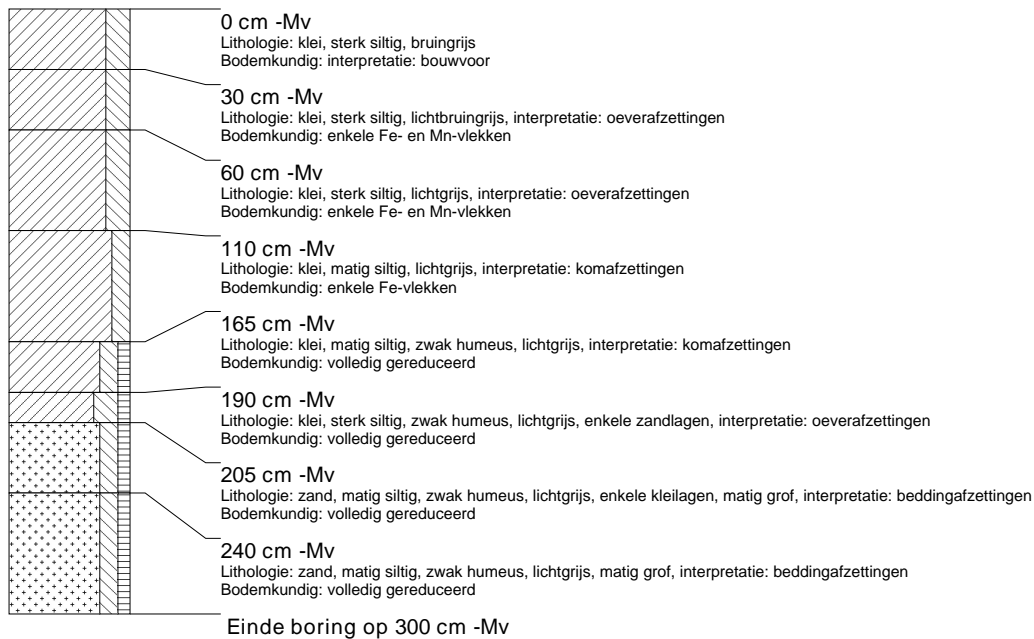 0 cm -Mv
Lithologie: klei, sterk siltig, bruingrijs
Bodemkundig: interpretatie: bouwvoor
30 cm -Mv
Lithologie: klei, sterk siltig, lichtbruingrijs, interpretatie: oeverafzettingen
Bodemkundig: enkele Fe- en Mn-vlekken
60 cm -Mv
Lithologie: klei, sterk siltig, lichtgrijs, interpretatie: oeverafzettingen
Bodemkundig: enkele Fe- en Mn-vlekken
110 cm -Mv
Lithologie: klei, matig siltig, lichtgrijs, interpretatie: komafzettingen
Bodemkundig: enkele Fe-vlekken
165 cm -Mv
Lithologie: klei, matig siltig, zwak humeus, lichtgrijs, interpretatie: komafzettingen
Bodemkundig: volledig gereduceerd
190 cm -Mv
Lithologie: klei, sterk siltig, zwak humeus, lichtgrijs, enkele zandlagen, interpretatie: oeverafzettingen
Bodemkundig: volledig gereduceerd
205 cm -Mv
Lithologie: zand, matig siltig, zwak humeus, lichtgrijs, enkele kleilagen, matig grof, interpretatie: beddingafzettingen
Bodemkundig: volledig gereduceerd
240 cm -Mv
Lithologie: zand, matig siltig, zwak humeus, lichtgrijs, matig grof, interpretatie: beddingafzettingen
Bodemkundig: volledig gereduceerd
Einde boring op 300 cm -Mv